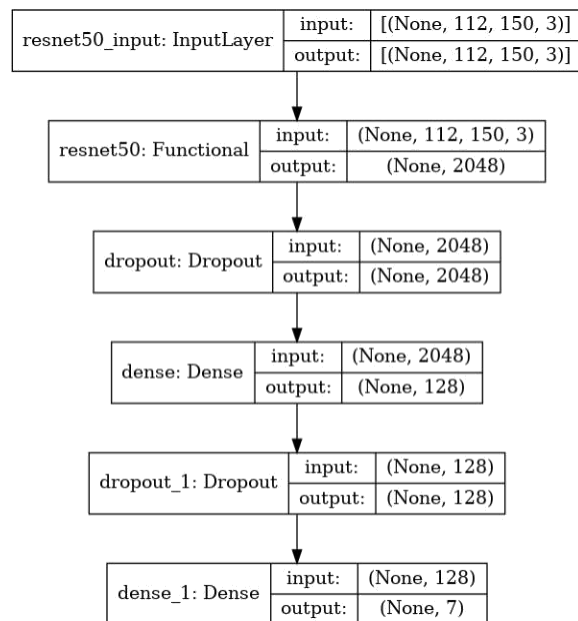 resnet50_input: InputLayer
input: [(None, 112, 150, 3)]
output: [(None, 112, 150, 3)]
resnet50: Functional
input: (None, 112, 150, 3)
output: (None, 2048)
dropout: Dropout
input: (None, 2048)
output: (None, 2048)
dense: Dense
input: (None, 2048)
output: (None, 128)
dropout_1: Dropout
input: (None, 128)
output: (None, 128)
dense_1: Dense
input: (None, 128)
output: (None, 7)